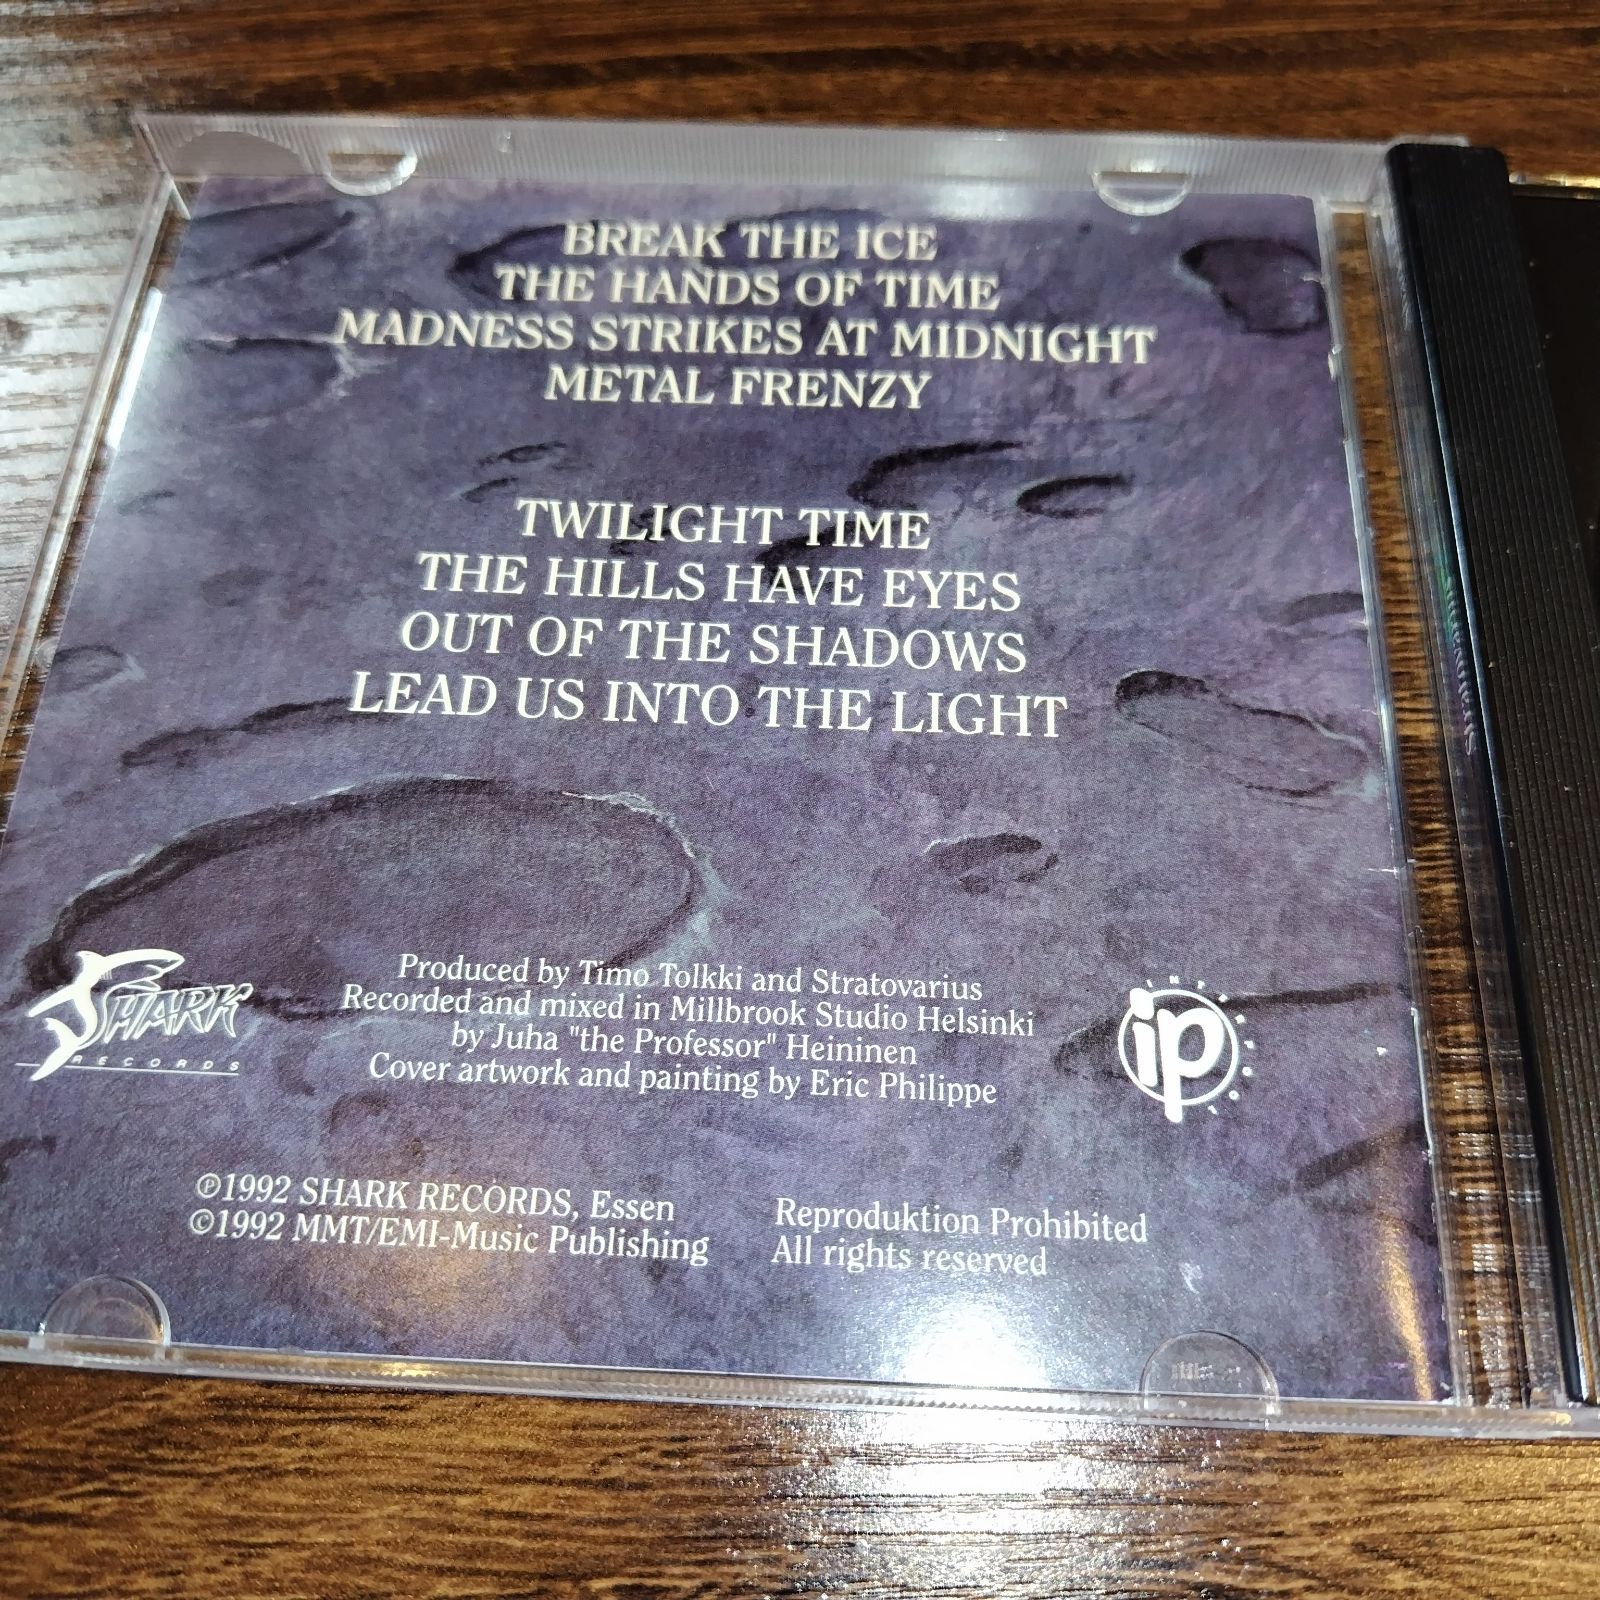 BREAK THE ICE
THE HANDS OF TIME
MADNESS STRIKES AT MIDNIGHT
METAL FRENZY
TWILIGHT TIME
THE HILLS HAVE EYES
OUT OF THE SHADOWS
LEAD US INTO THE LIGHT
SHARK
RECORDS
Produced by Timo Tolkki and Stratovarius
Recorded and mixed in Millbrook Studio Helsinki
by Juha "the Professor" Heininen
Cover artwork and painting by Eric Philippe
ip
℗1992 SHARK RECORDS, Essen
©1992 MMT/EMI-Music Publishing
Reproduktion Prohibited
All rights reserved